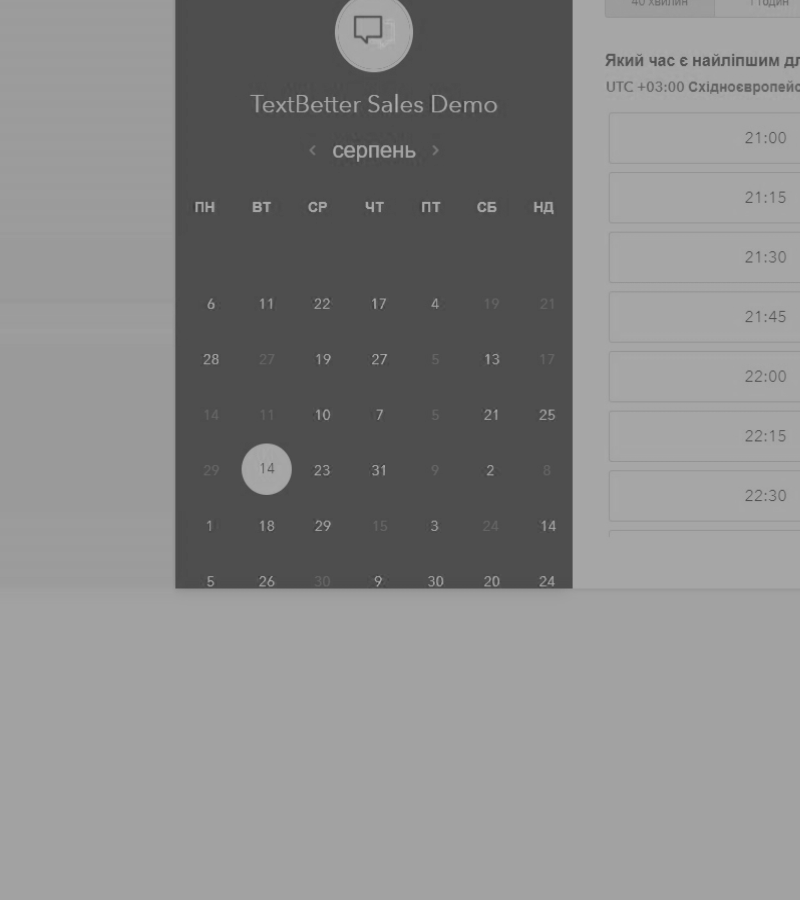 40 хвилин 1 годин
TextBetter Sales Demo
серпень
ПН ВТ СР ЧТ ПТ СБ НД
6 11 22 17 4 19 21
28 27 19 27 5 13 17
14 11 10 7 5 21 25
29 14 23 31 9 2 8
1 18 29 15 3 24 14
5 26 30 9 30 20 24
Який час є найліпшим дл
UTC +03:00 Східноєвропейс
21:00
21:15
21:30
21:45
22:00
22:15
22:30